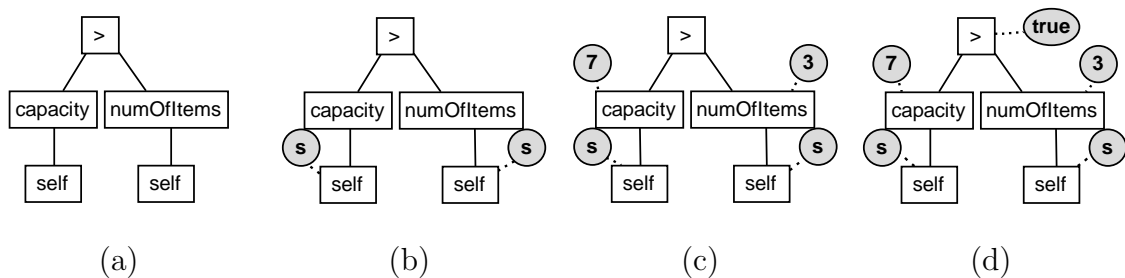 > > > > true
7 3 7 3
capacity numOfItems capacity numOfItems capacity numOfItems capacity numOfItems
s s s s s s
self self self self self self self self
(a) (b) (c) (d)